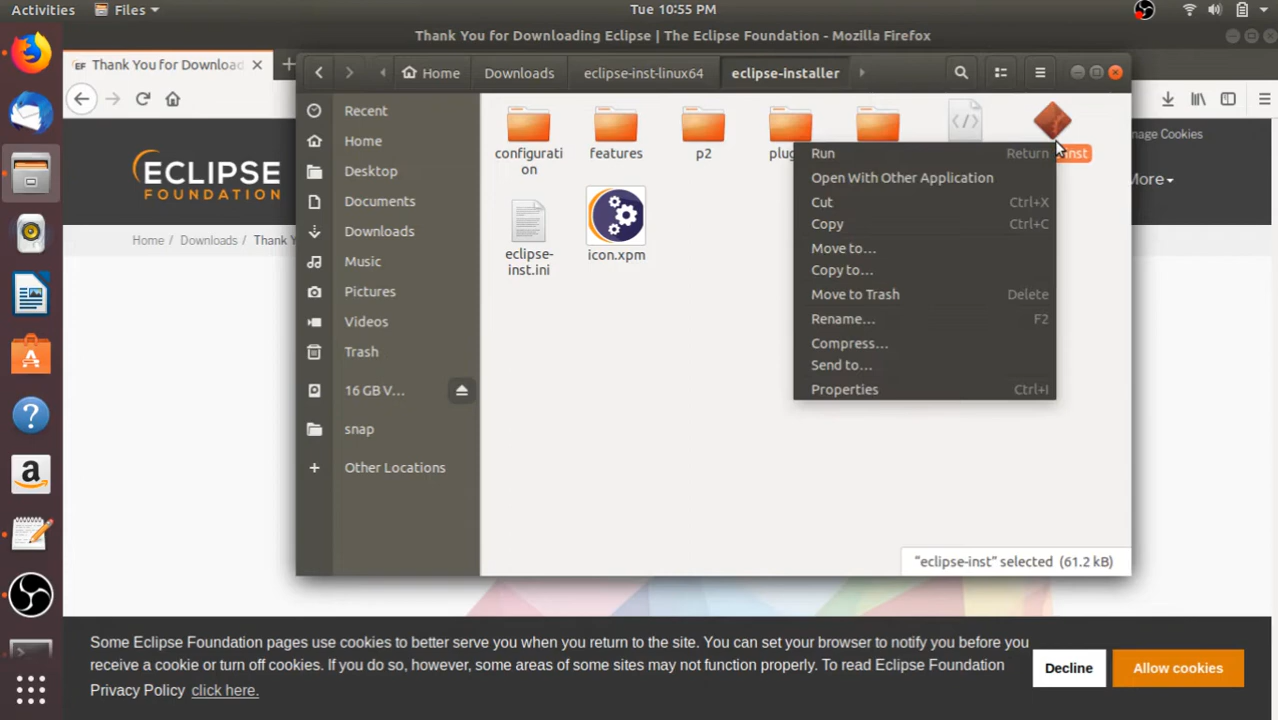 Activities
Files
Tue 10:55 PM
Thank You for Downloading Eclipse | The Eclipse Foundation - Mozilla Firefox
Thank You for Download
Home
Downloads
eclipse-inst-linux64
eclipse-installer
Recent
Home
Desktop
Documents
Downloads
Music
Pictures
Videos
Trash
16 GB V...
snap
Other Locations
configurati
on
features
p2
plug
inst
eclipse-
inst.ini
icon.xpm
Run Return
Open With Other Application
Cut Ctrl+X
Copy Ctrl+C
Move to...
Copy to...
Move to Trash Delete
Rename... F2
Compress...
Send to...
Properties Ctrl+I
"eclipse-inst" selected (61.2 kB)
ECLIPSE
FOUNDATION
nage Cookies
More
Home / Downloads / Thank Y
Some Eclipse Foundation pages use cookies to better serve you when you return to the site. You can set your browser to notify you before you
receive a cookie or turn off cookies. If you do so, however, some areas of some sites may not function properly. To read Eclipse Foundation
Privacy Policy click here.
Decline
Allow cookies